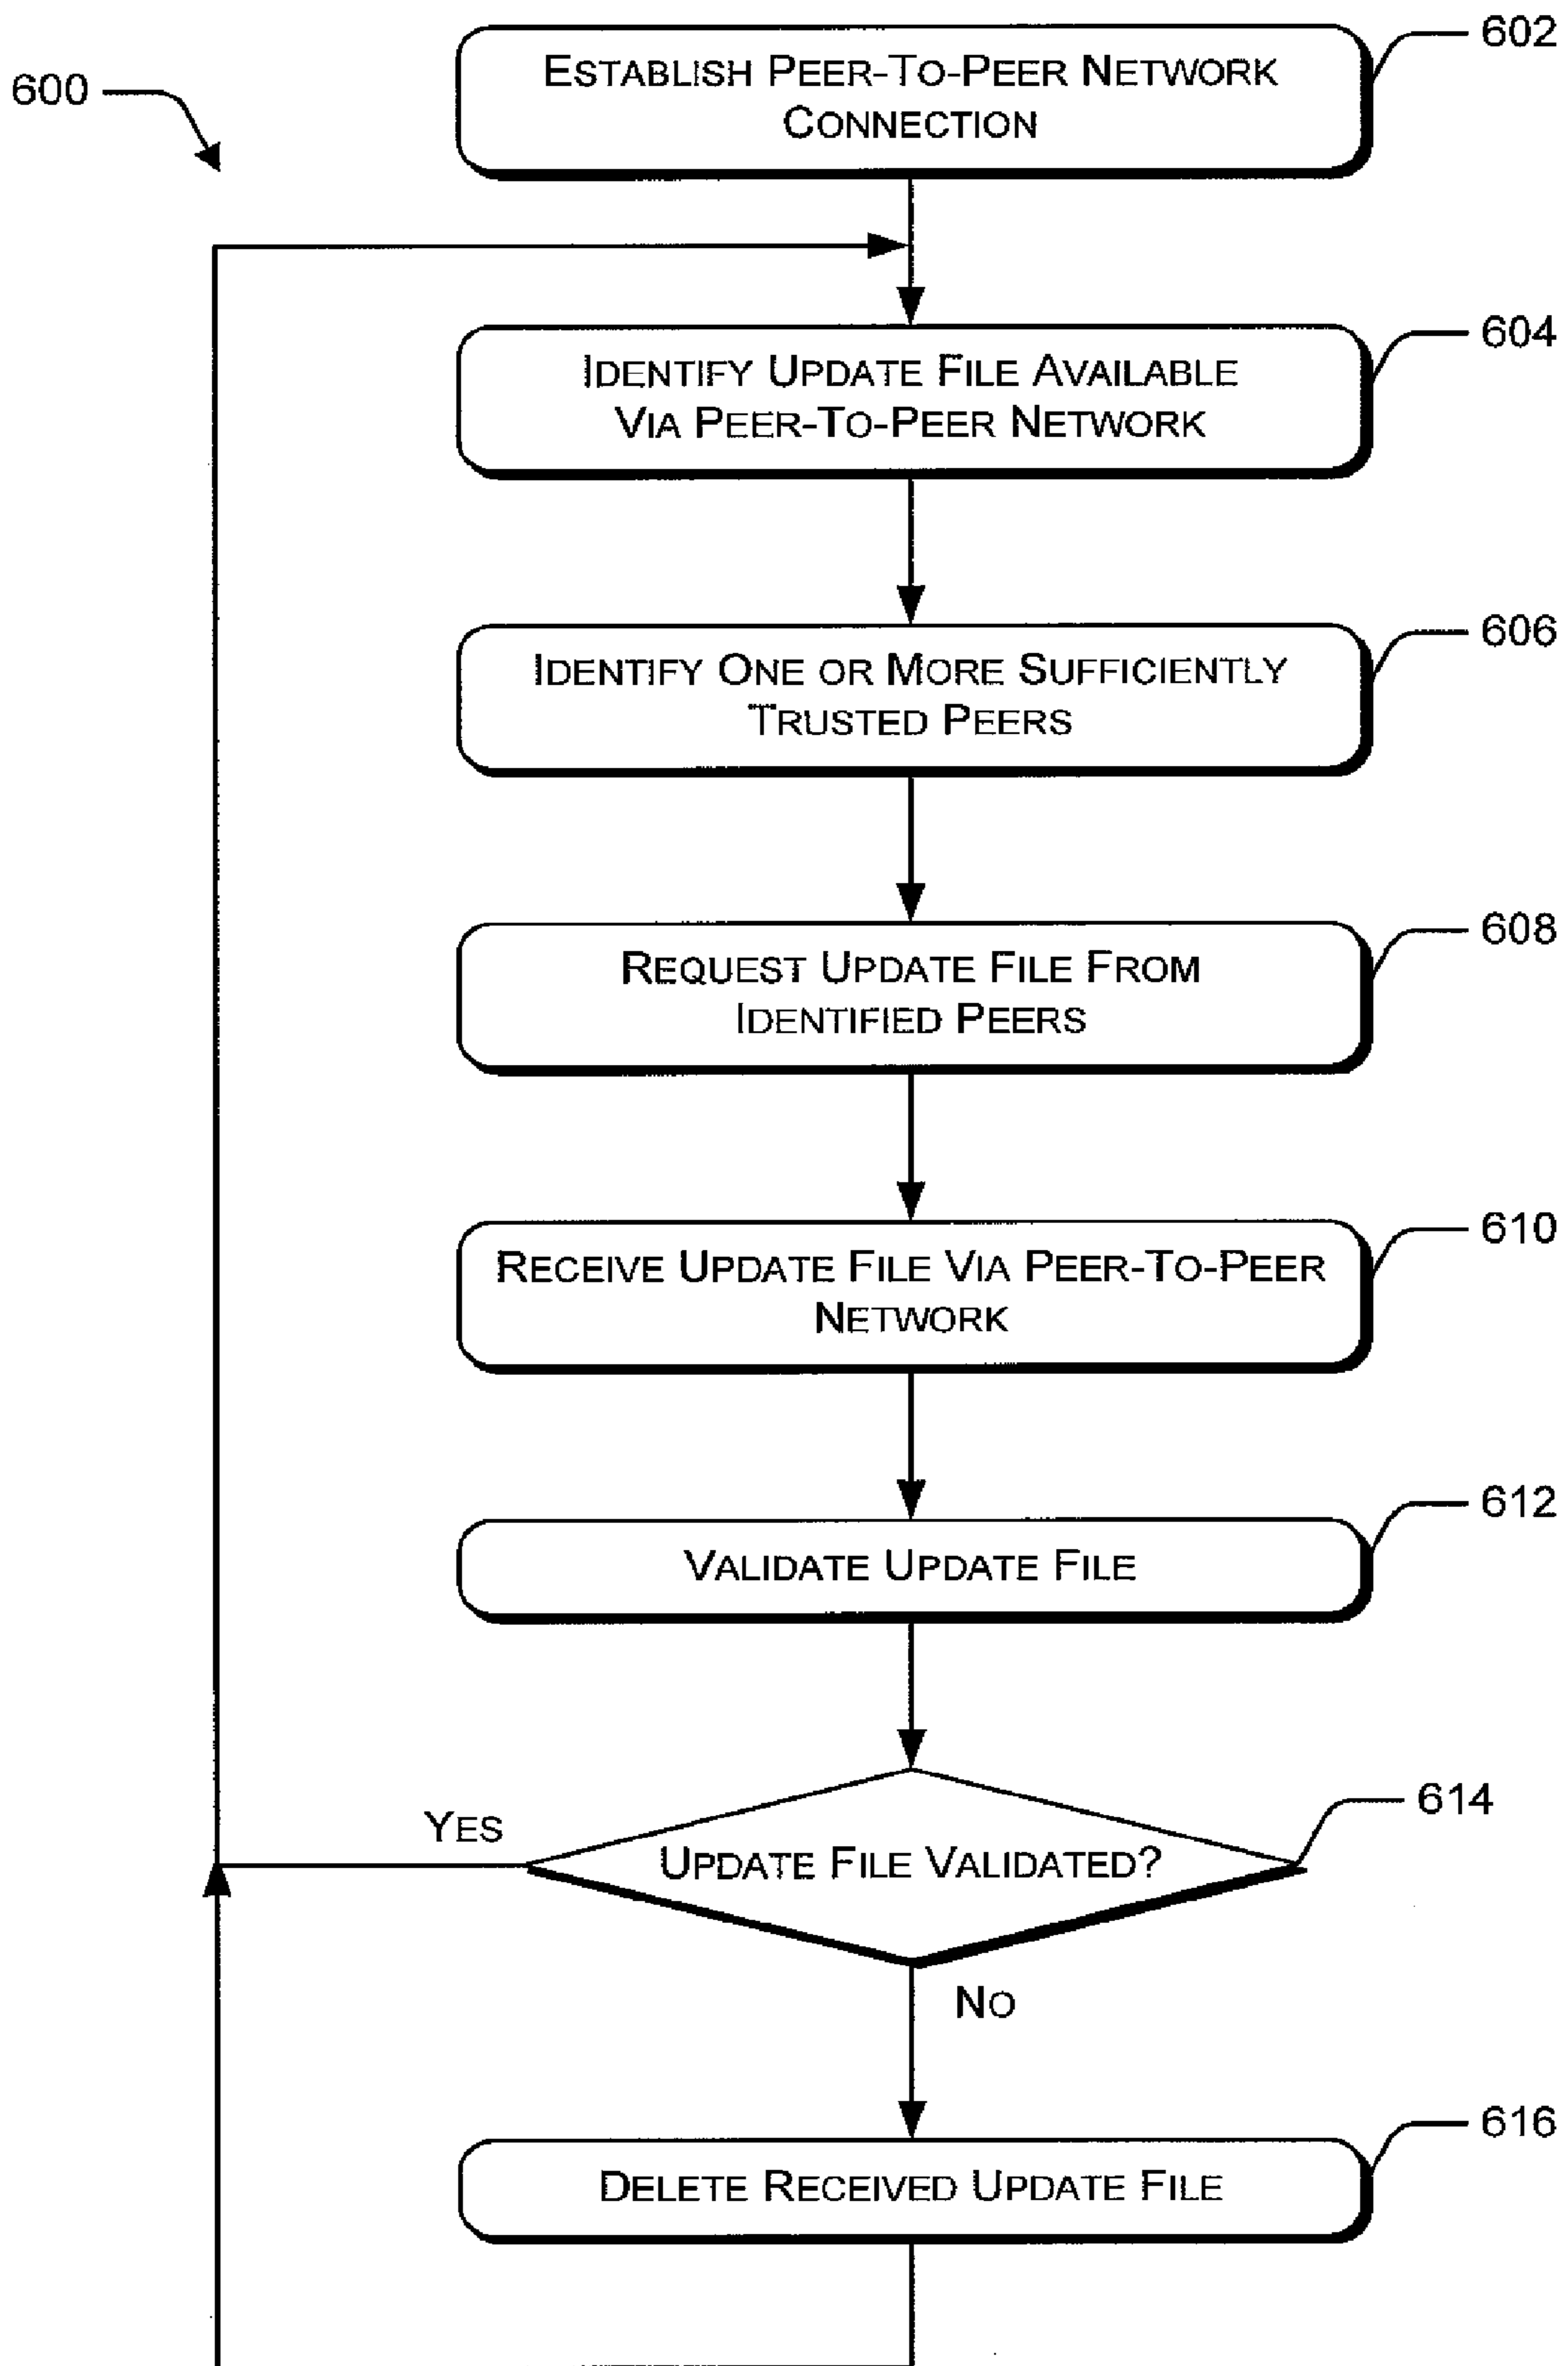 602
ESTABLISH PEER-TO-PEER NETWORK
CONNECTION
600
604
IDENTIFY UPDATE FILE AVAILABLE
VIA PEER-TO-PEER NETWORK
606
IDENTIFY ONE OR MORE SUFFICIENTLY
TRUSTED PEERS
608
REQUEST UPDATE FILE FROM
IDENTIFIED PEERS
610
RECEIVE UPDATE FILE VIA PEER-TO-PEER
NETWORK
612
VALIDATE UPDATE FILE
614
YES
UPDATE FILE VALIDATED?
NO
616
DELETE RECEIVED UPDATE FILE